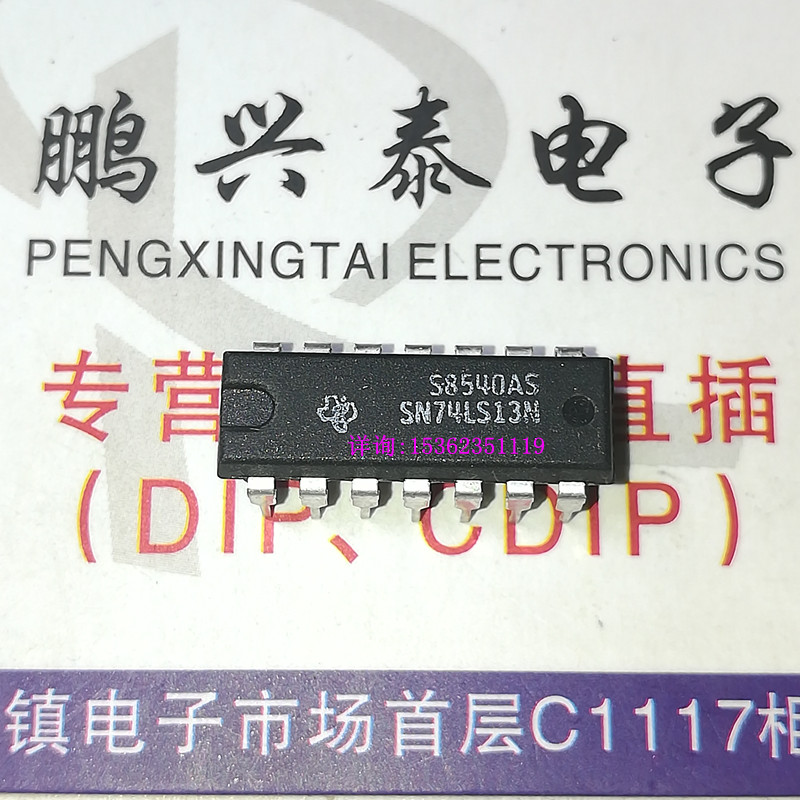 鹏兴泰电子
PENGXINGTAI ELECTRONICS
S8540AS
SN74LS13N
详询:15362351119
专营 直插
(DIP、CDIP)
镇电子市场首层C1117柜